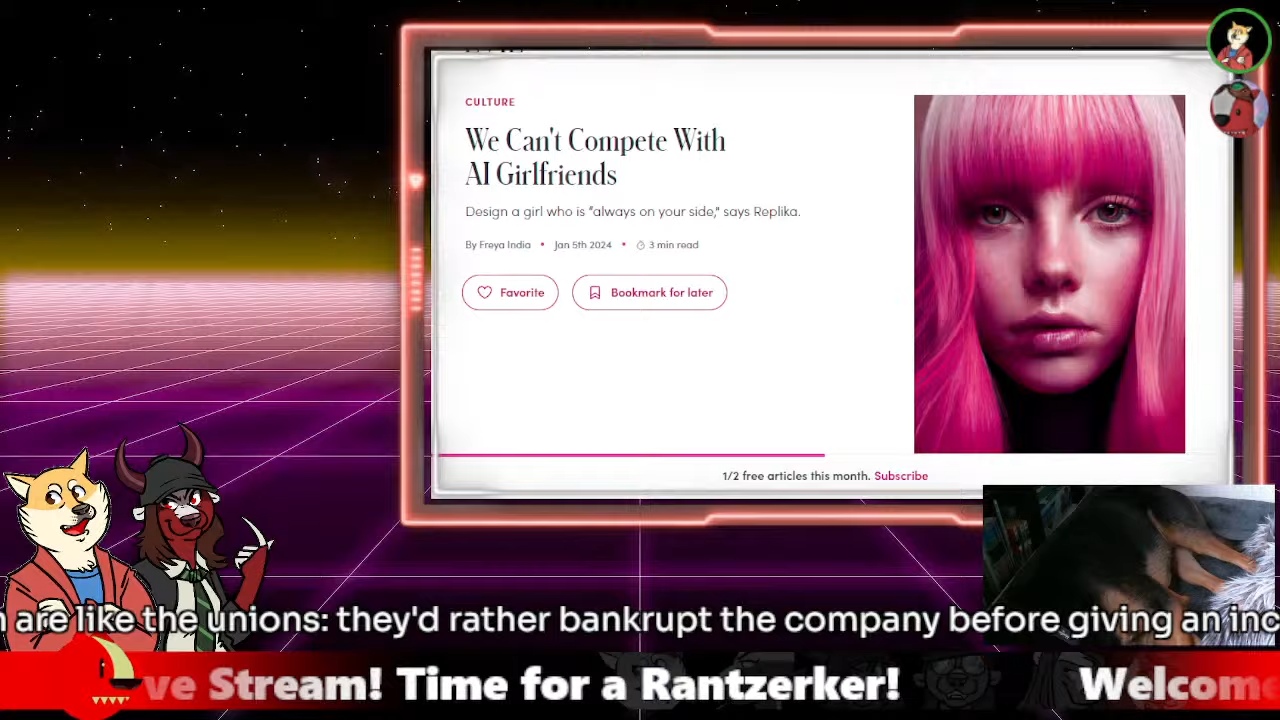 CULTURE
We Can't Compete With
AI Girlfriends
Design a girl who is "always on your side," says Replika.
By Freya India • Jan 5th 2024 • 3 min read
Favorite
Bookmark for later
1/2 free articles this month. Subscribe
are like the unions: they'd rather bankrupt the company before giving an inc
ve Stream! Time for a Rantzerker!
Welcome